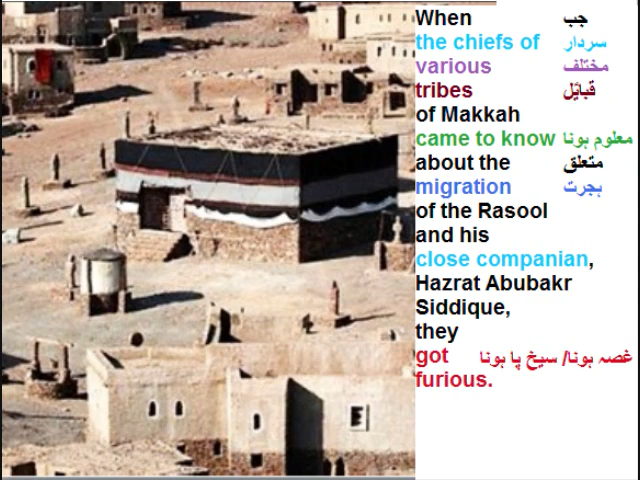 When جب
the chiefs of سردار
various مختلف
tribes قبائل
of Makkah
came to know معلوم ہونا
about the متعلق
migration ہجرت
of the Rasool
and his
close companian,
Hazrat Abubakr
Siddique,
they
got غصہ ہونا/ سیخ پا ہونا
furious.